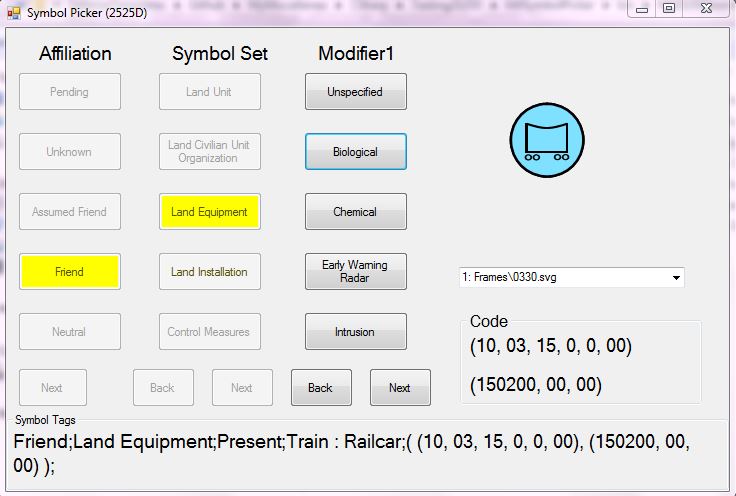 Symbol Picker (2525D)
Affiliation
Symbol Set
Modifier1
Pending
Land Unit
Unspecified
Unknown
Land Civilian Unit
Organization
Biological
Assumed Friend
Land Equipment
Chemical
Friend
Land Installation
Early Warning
Radar
1: Frames\0330.svg
Neutral
Control Measures
Intrusion
Code
(10, 03, 15, 0, 0, 00)
(150200, 00, 00)
Next
Back
Next
Back
Next
Symbol Tags
Friend;Land Equipment;Present;Train : Railcar;( (10, 03, 15, 0, 0, 00), (150200, 00,
00) );